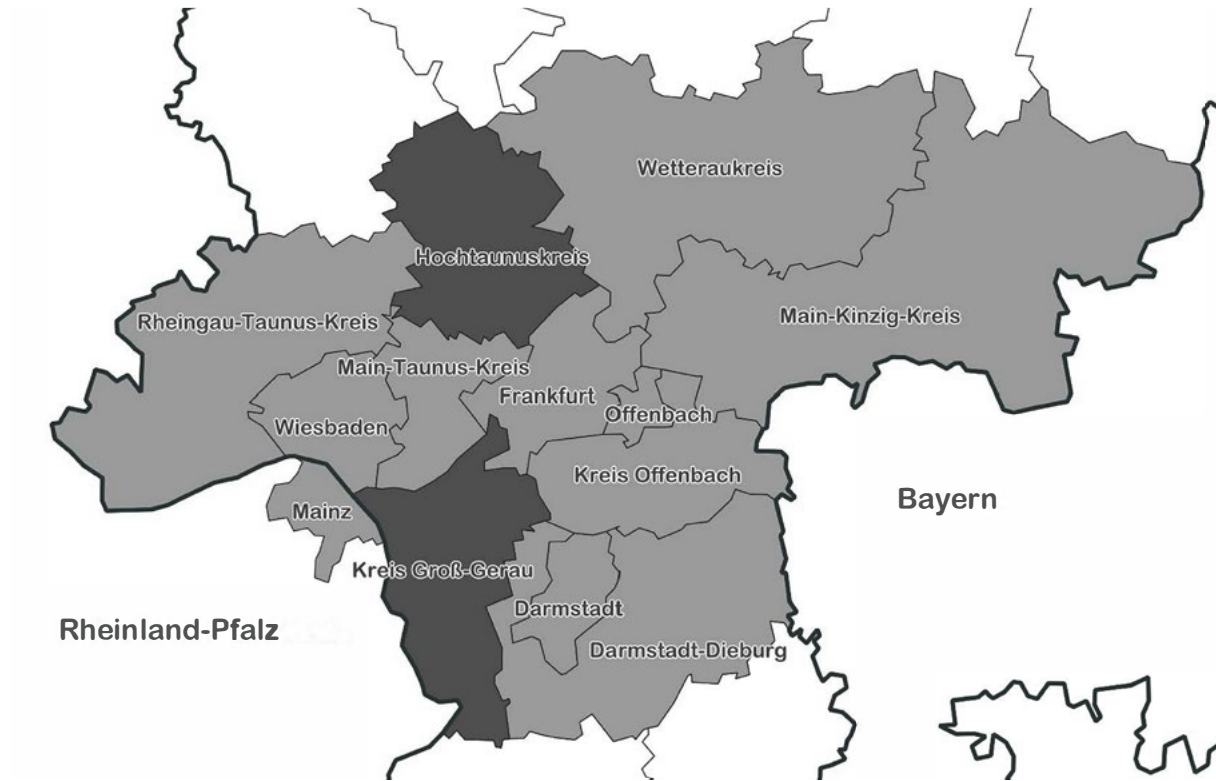 Wetteraukreis
Hochtaunuskreis
Main-Kinzig-Kreis
Rheingau-Taunus-Kreis
Main-Taunus-Kreis
Frankfurt
Offenbach
Wiesbaden
Kreis Offenbach
Bayern
Mainz
Kreis Groß-Gerau
Darmstadt
Rheinland-Pfalz
Darmstadt-Dieburg